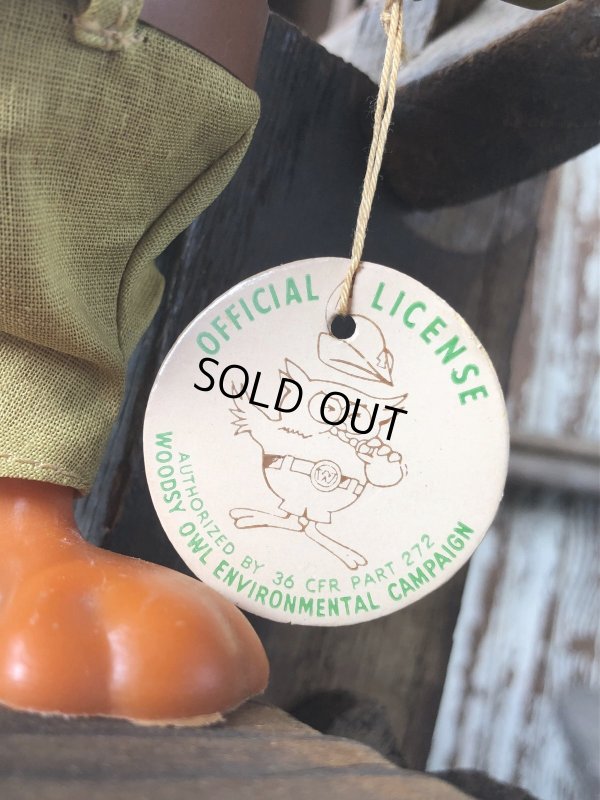 OFFICIAL LICENSE
SOLD OUT
W
AUTHORIZED BY 36 CFR PART 272
WOODSY OWL ENVIRONMENTAL CAMPAIGN